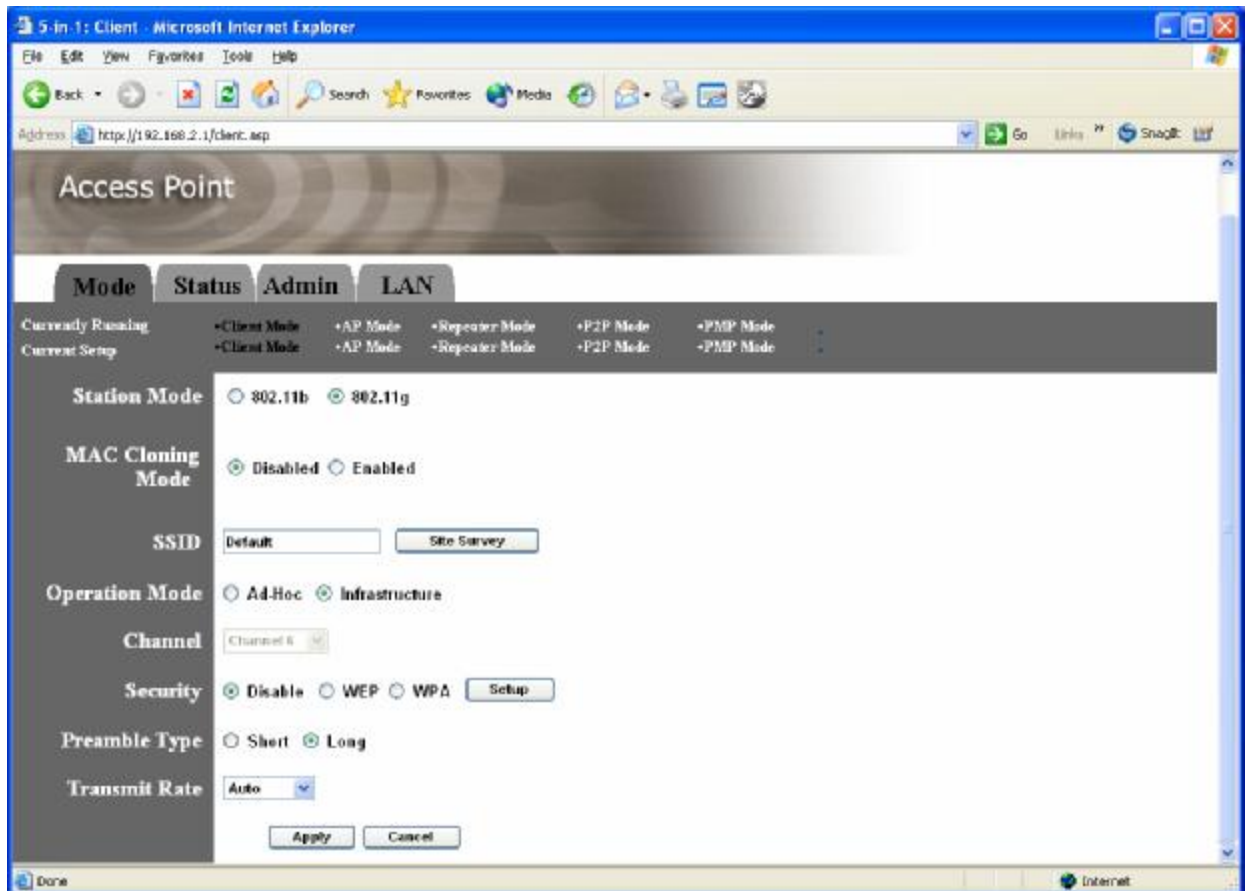 5-in-1: Client - Microsoft Internet Explorer
File Edit View Favorites Tools Help
Back Search Favorites Media
Address http://192.168.2.1/client.asp Go Links » SnagIt
Access Point
Mode Status Admin LAN
Currently Running •Client Mode •AP Mode •Repeater Mode •P2P Mode •PMP Mode
Current Setup •Client Mode •AP Mode •Repeater Mode •P2P Mode •PMP Mode
Station Mode 802.11b 802.11g
MAC Cloning
Mode Disabled Enabled
SSID Default Site Survey
Operation Mode Ad-Hoc Infrastructure
Channel Channel 6
Security Disable WEP WPA Setup
Preamble Type Short Long
Transmit Rate Auto
Apply Cancel
Done Internet